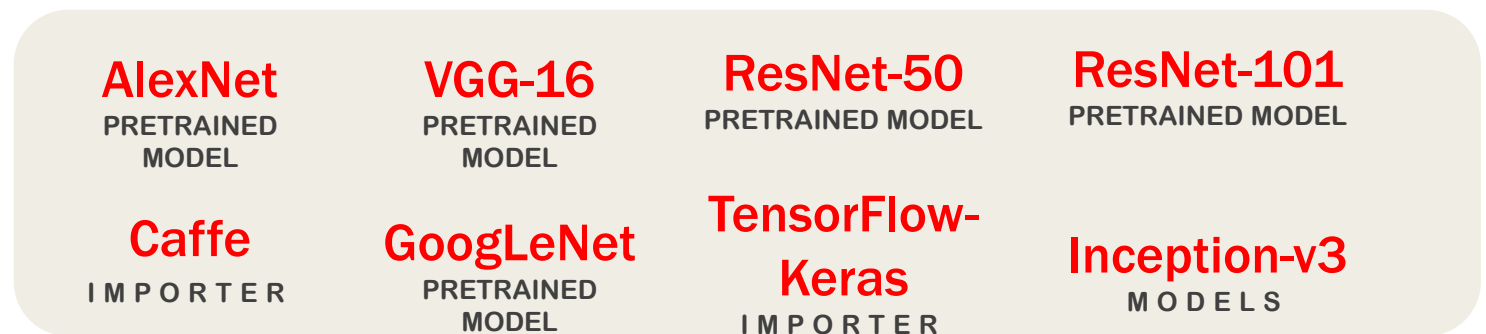 AlexNet
PRETRAINED
MODEL
VGG-16
PRETRAINED
MODEL
ResNet-50
PRETRAINED MODEL
ResNet-101
PRETRAINED MODEL
Caffe
IMPORTER
GoogLeNet
PRETRAINED
MODEL
TensorFlow-
Keras
IMPORTER
Inception-v3
MODELS